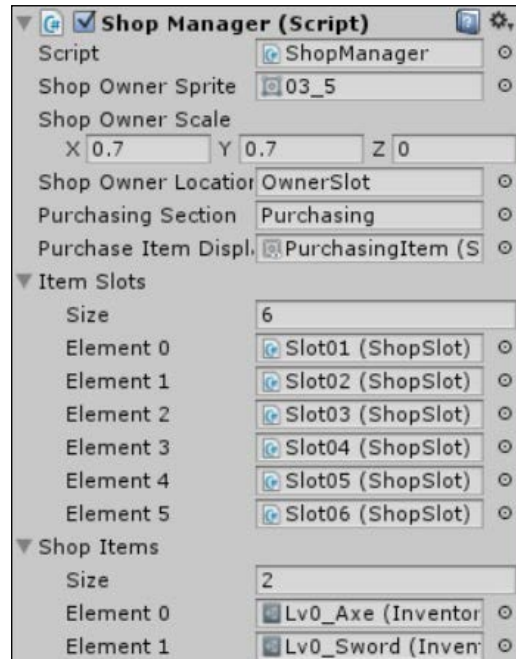 Shop Manager (Script)
Script ShopManager
Shop Owner Sprite 03_5
Shop Owner Scale
X 0.7 Y 0.7 Z 0
Shop Owner Location OwnerSlot
Purchasing Section Purchasing
Purchase Item Displ PurchasingItem (S
Item Slots
Size 6
Element 0 Slot01 (ShopSlot)
Element 1 Slot02 (ShopSlot)
Element 2 Slot03 (ShopSlot)
Element 3 Slot04 (ShopSlot)
Element 4 Slot05 (ShopSlot)
Element 5 Slot06 (ShopSlot)
Shop Items
Size 2
Element 0 Lv0_Axe (Inventor
Element 1 Lv0_Sword (Inven